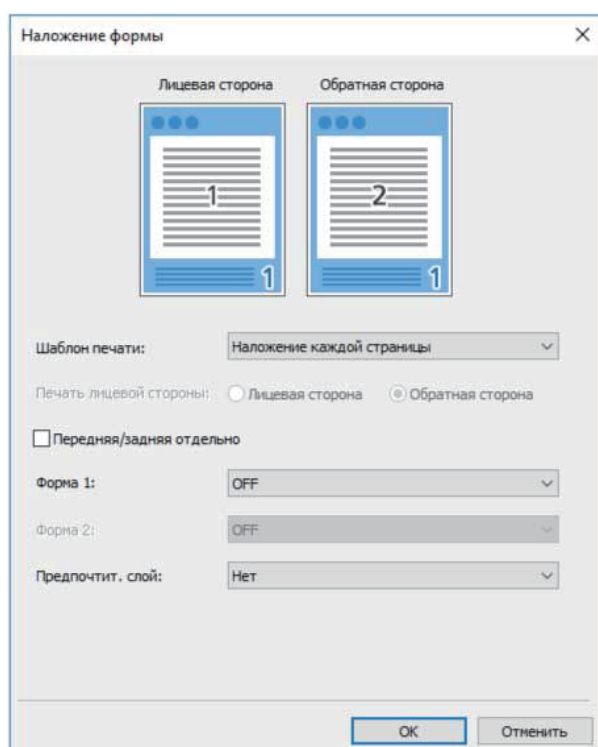 Наложение формы
Лицевая сторона Обратная сторона
1 2
1 1
Шаблон печати: Наложение каждой страницы
Печать лицевой стороны: Лицевая сторона Обратная сторона
Передняя/задняя отдельно
Форма 1: OFF
Форма 2: OFF
Предпочтит. слой: Нет
OK Отменить